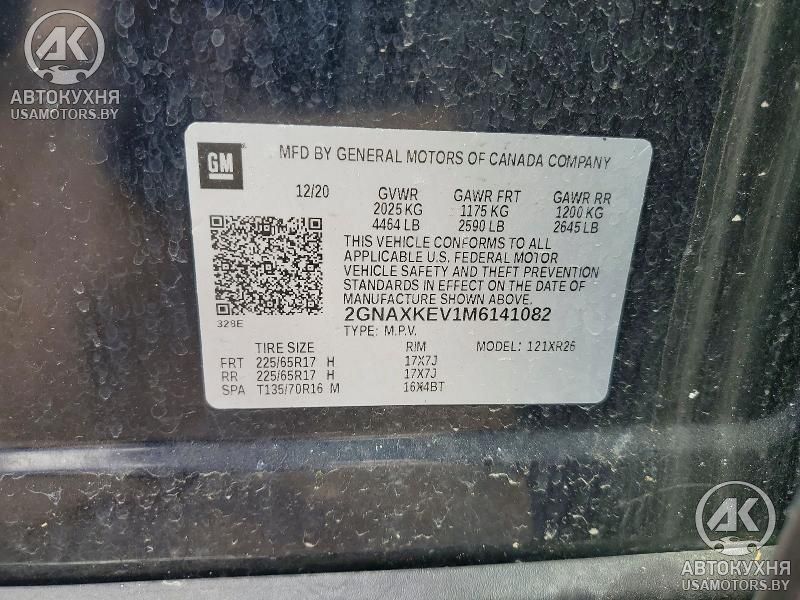 AK
АВТОКУХНЯ
USAMOTORS.BY
GM
MFD BY GENERAL MOTORS OF CANADA COMPANY
12/20 GVWR GAWR FRT GAWR RR
2025 KG 1175 KG 1200 KG
4464 LB 2590 LB 2645 LB
THIS VEHICLE CONFORMS TO ALL
APPLICABLE U.S. FEDERAL MOTOR
VEHICLE SAFETY AND THEFT PREVENTION
STANDARDS IN EFFECT ON THE DATE OF
MANUFACTURE SHOWN ABOVE.
328E 2GNAXKEV1M6141082
TYPE: M.P.V. MODEL: 121XR26
TIRE SIZE RIM
FRT 225/65R17 H 17X7J
RR 225/65R17 H 17X7J
SPA T135/70R16 M 16X4BT
AK
АВТОКУХНЯ
USAMOTORS.BY